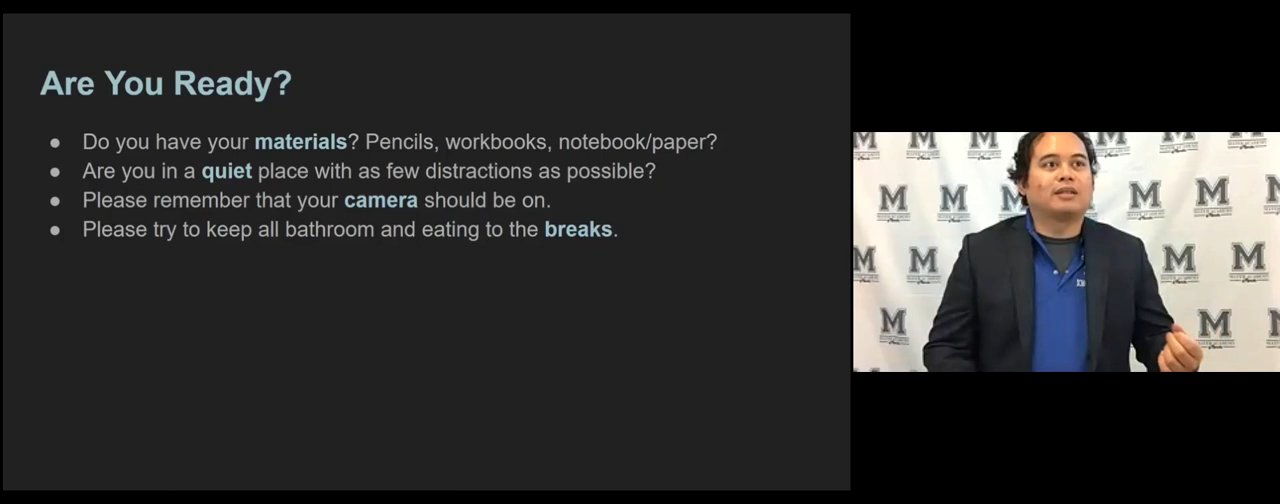 Are You Ready?
● Do you have your materials? Pencils, workbooks, notebook/paper?
● Are you in a quiet place with as few distractions as possible?
● Please remember that your camera should be on.
● Please try to keep all bathroom and eating to the breaks.
M
MATER ACADEMY